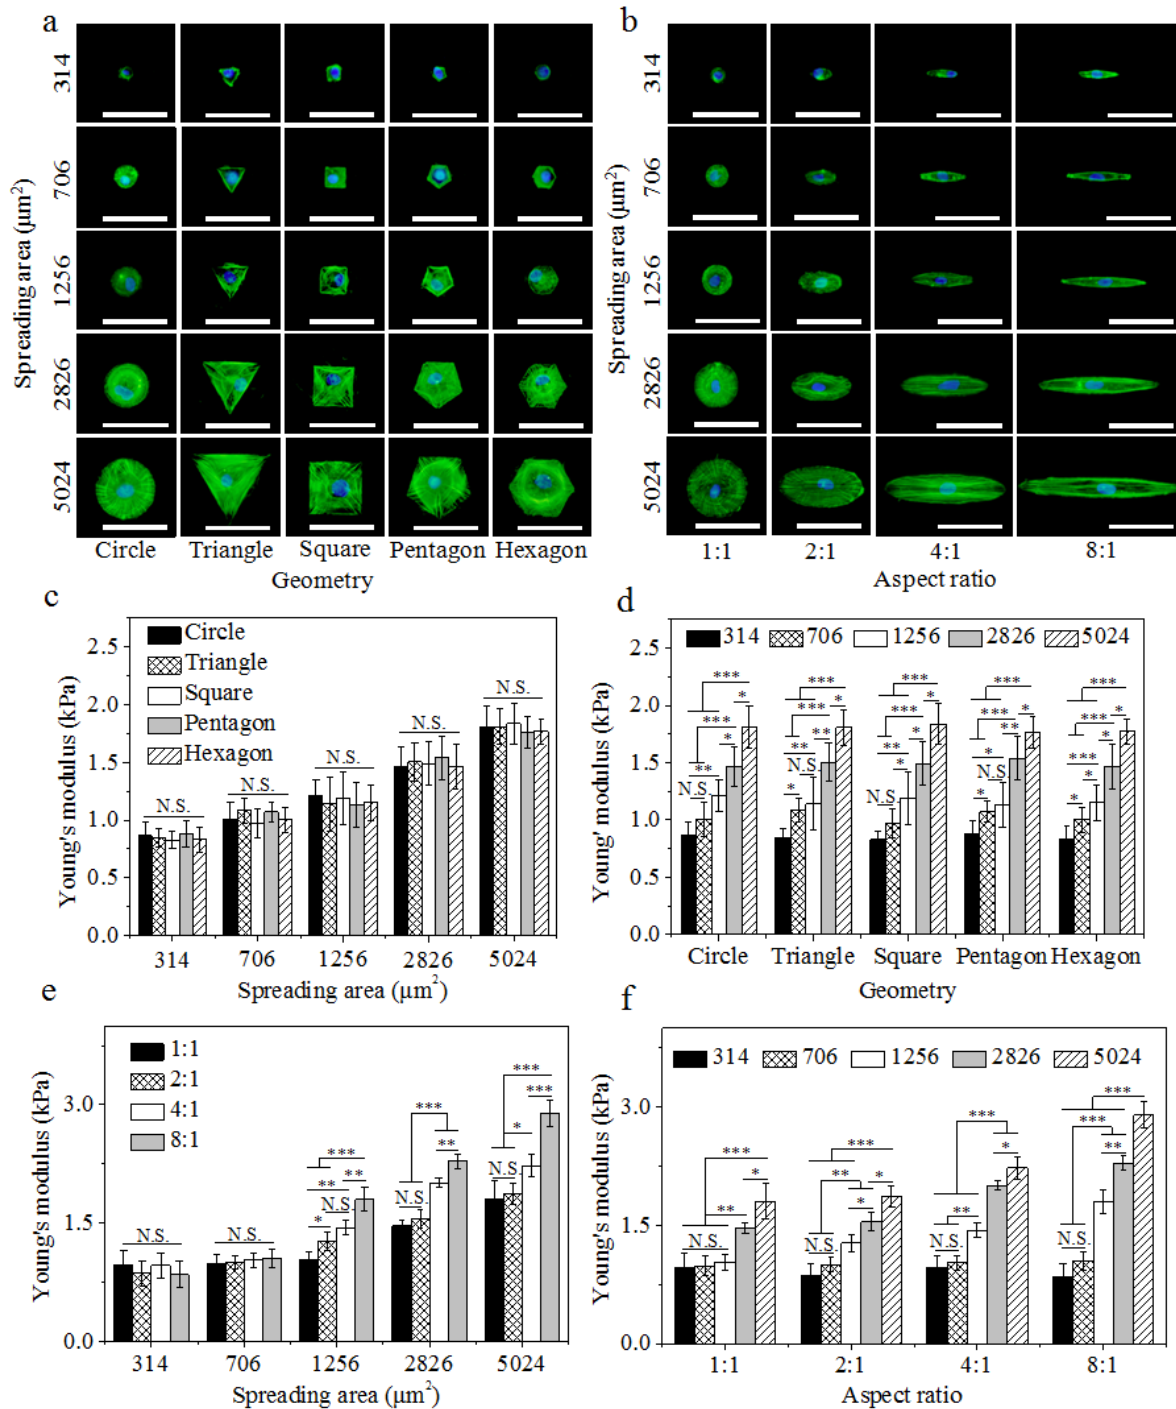 a
b
314
706
1256
2826
5024
Spreading area (μm²)
Circle Triangle Square Pentagon Hexagon
Geometry
314
706
1256
2826
5024
Spreading area (μm²)
1:1 2:1 4:1 8:1
Aspect ratio
c
Young's modulus (kPa)
2.5
2.0
1.5
1.0
0.5
0.0
Circle
Triangle
Square
Pentagon
Hexagon
N.S. N.S. N.S. N.S. N.S.
314 706 1256 2826 5024
Spreading area (μm²)
d
Young' modulus (kPa)
2.5
2.0
1.5
1.0
0.5
0.0
314 706 1256 2826 5024
*** * *** * ** N.S.
*** * *** ** ** N.S. *
*** * *** * ** * N.S.
*** * *** ** * N.S. *
*** * *** * *** * *
Circle Triangle Square Pentagon Hexagon
Geometry
e
Young's modulus (kPa)
3.0
1.5
0.0
1:1
2:1
4:1
8:1
N.S.
N.S.
*** ** ** N.S. *
*** ** N.S.
*** *** * N.S.
314 706 1256 2826 5024
Spreading area (μm²)
f
Young's modulus (kPa)
3.0
1.5
0.0
314 706 1256 2826 5024
*** * ** N.S.
*** * ** * N.S.
*** * ** N.S.
*** *** ** N.S.
1:1 2:1 4:1 8:1
Aspect ratio